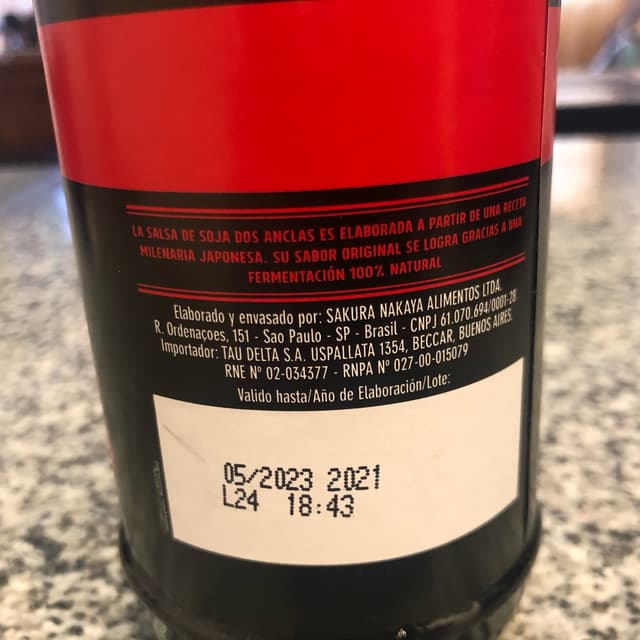 LA SALSA DE SOJA DOS ANCLAS ES ELABORADA A PARTIR DE UNA RECETA
MILENARIA JAPONESA. SU SABOR ORIGINAL SE LOGRA GRACIAS A UNA
FERMENTACIÓN 100% NATURAL
Elaborado y envasado por: SAKURA NAKAYA ALIMENTOS LTDA.
R. Ordenaçoes, 151 - Sao Paulo - SP - Brasil - CNPJ 61.070.694/0001-28
Importador: TAU DELTA S.A. USPALLATA 1354, BECCAR, BUENOS AIRES.
RNE Nº 02-034377 - RNPA Nº 027-00-015079
Valido hasta/Año de Elaboración/Lote:
05/2023 2021
L24 18:43